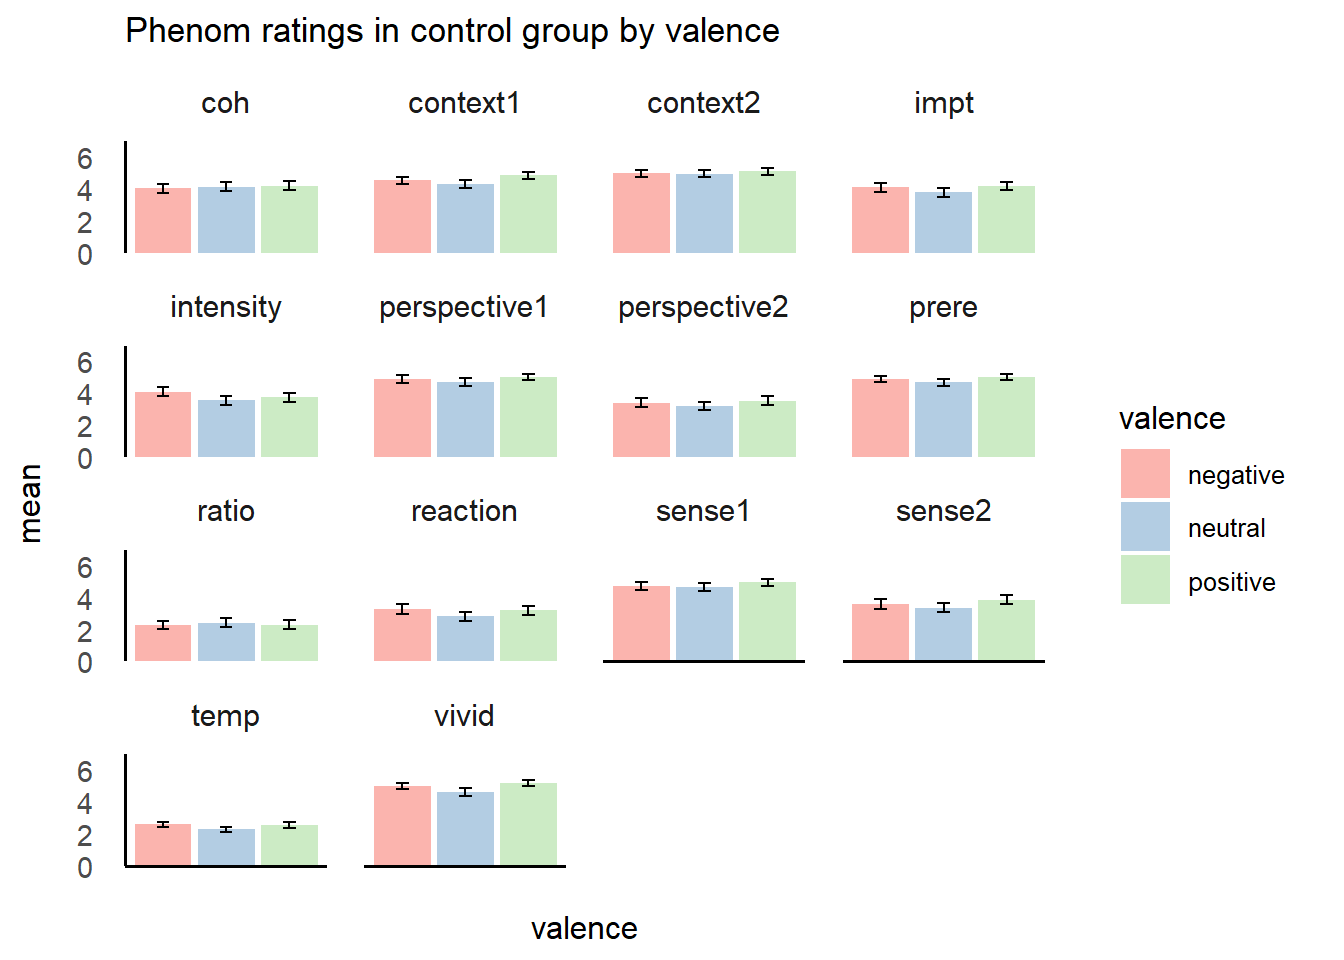 Phenom ratings in control group by valence
coh context1 context2 impt
6
4
2
0
intensity perspective1 perspective2 prere
6
4
2
0
ratio reaction sense1 sense2
6
4
2
0
temp vivid
6
4
2
0
mean
valence
valence
negative
neutral
positive